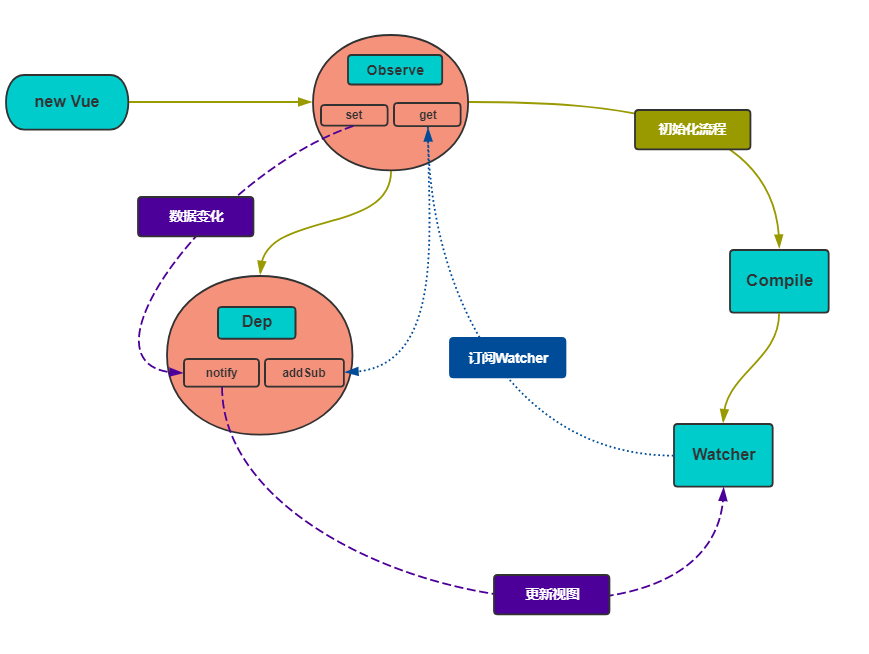 Observe
new Vue
set
get
初始化流程
数据变化
Compile
Dep
订阅Watcher
notify
addSub
Watcher
更新视图